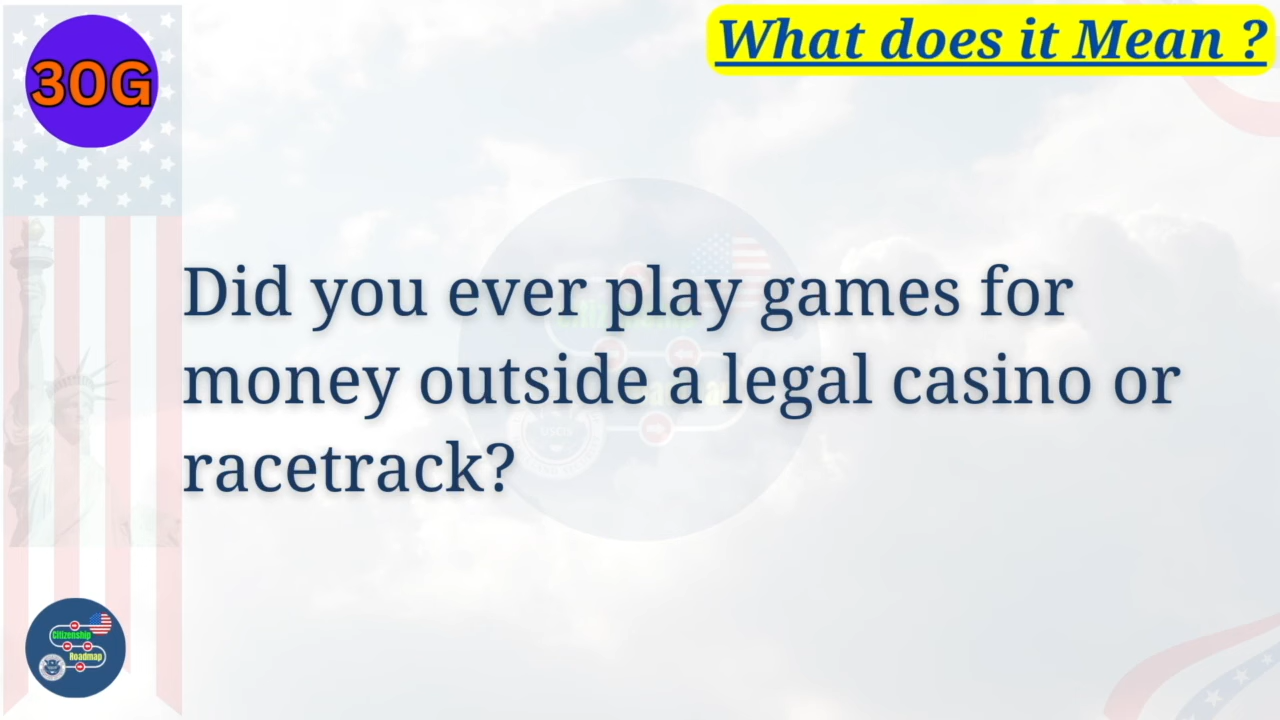 30G
What does it Mean ?
Did you ever play games for
money outside a legal casino or
racetrack?
Citizenship
Roadmap